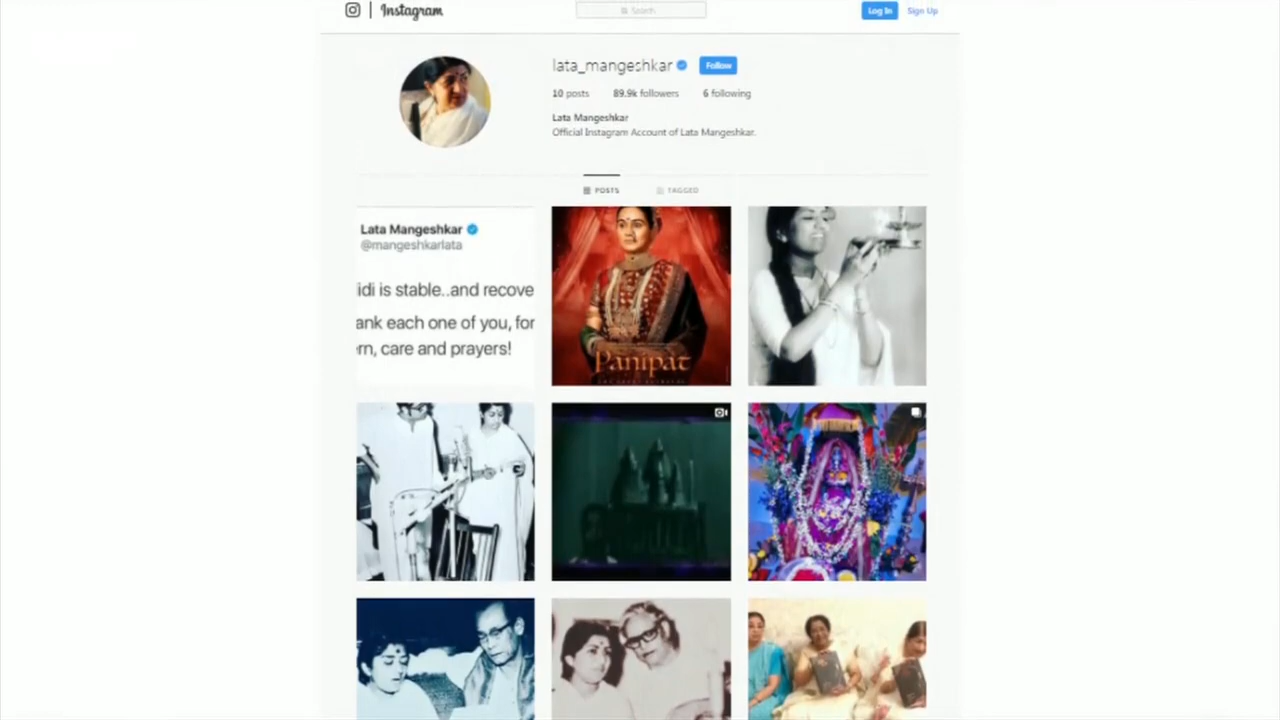 Instagram
Search
Log In
Sign Up
lata_mangeshkar
Follow
10 posts
89.9k followers
6 following
Lata Mangeshkar
Official Instagram Account of Lata Mangeshkar.
POSTS
TAGGED
Lata Mangeshkar
@mangeshkarlata
idi is stable..and recove
ank each one of you, for
rn, care and prayers!
Panipat